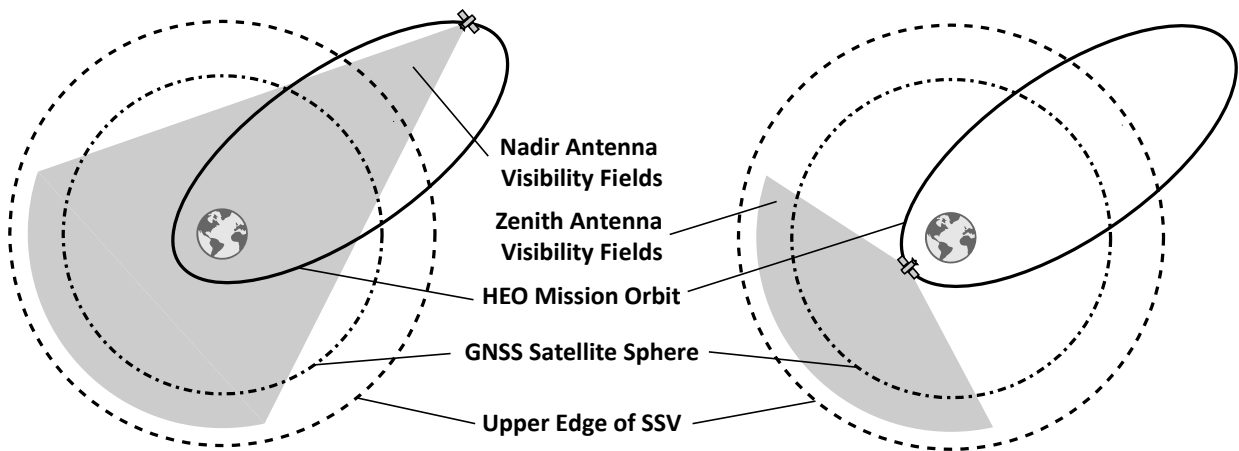 Nadir Antenna
Visibility Fields
Zenith Antenna
Visibility Fields
HEO Mission Orbit
GNSS Satellite Sphere
Upper Edge of SSV